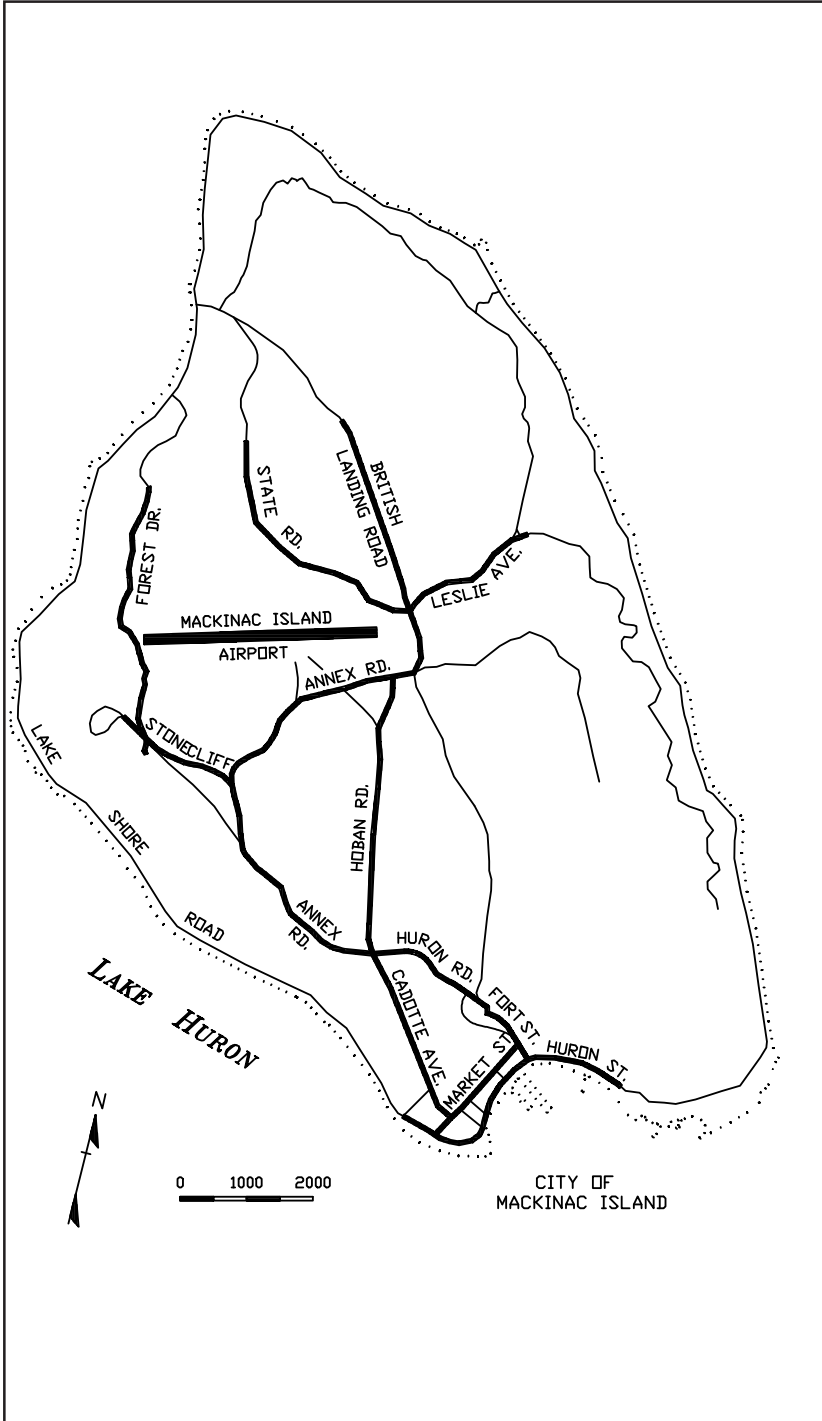 BRITISH
LANDING ROAD
STATE
RD.
FOREST DR.
LESLIE AVE.
MACKINAC ISLAND
AIRPORT
ANNEX RD.
STONECLIFF
LAKE
SHORE
ROAD
HOBAN RD.
ANNEX
RD.
HURON RD.
FORT ST.
CADOTTE AVE.
MARKET ST.
HURON ST.
LAKE HURON
N
0 1000 2000
CITY OF
MACKINAC ISLAND